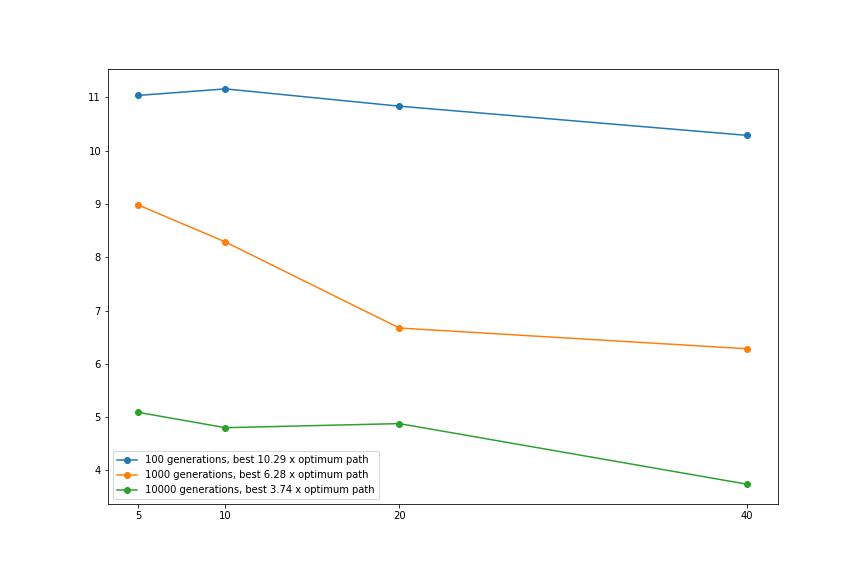 11
10
9
8
7
6
5
4
100 generations, best 10.29 x optimum path
1000 generations, best 6.28 x optimum path
10000 generations, best 3.74 x optimum path
5 10 20 40